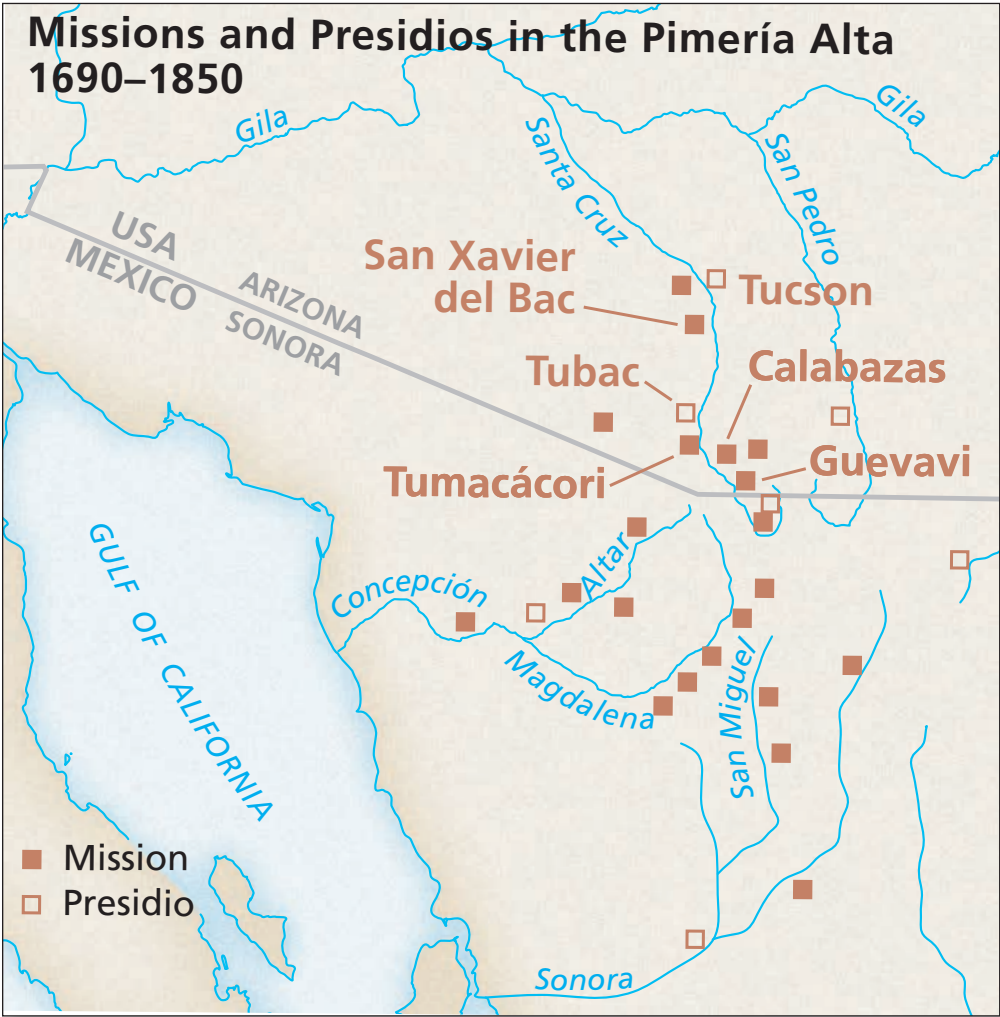 Missions and Presidios in the Pimería Alta
1690–1850
Gila
Gila
Santa Cruz
San Pedro
USA
MEXICO
ARIZONA
SONORA
San Xavier
del Bac
Tucson
Tubac
Calabazas
Tumacácori
Guevavi
Altar
Concepción
Magdalena
San Miguel
GULF OF CALIFORNIA
Mission
Presidio
Sonora